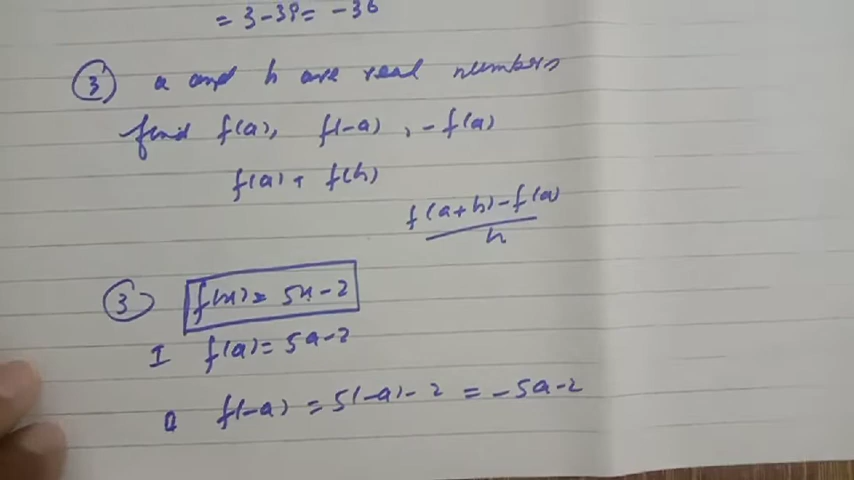 = 3-39= -36
③ a and h are real numbers
find f(a), f(-a), -f(a)
f(a) + f(h)
f(a+h)-f(a)
h
③ f(x)= 5x-2
I f(a)= 5a-2
II f(-a) = 5(-a)-2 = -5a-2